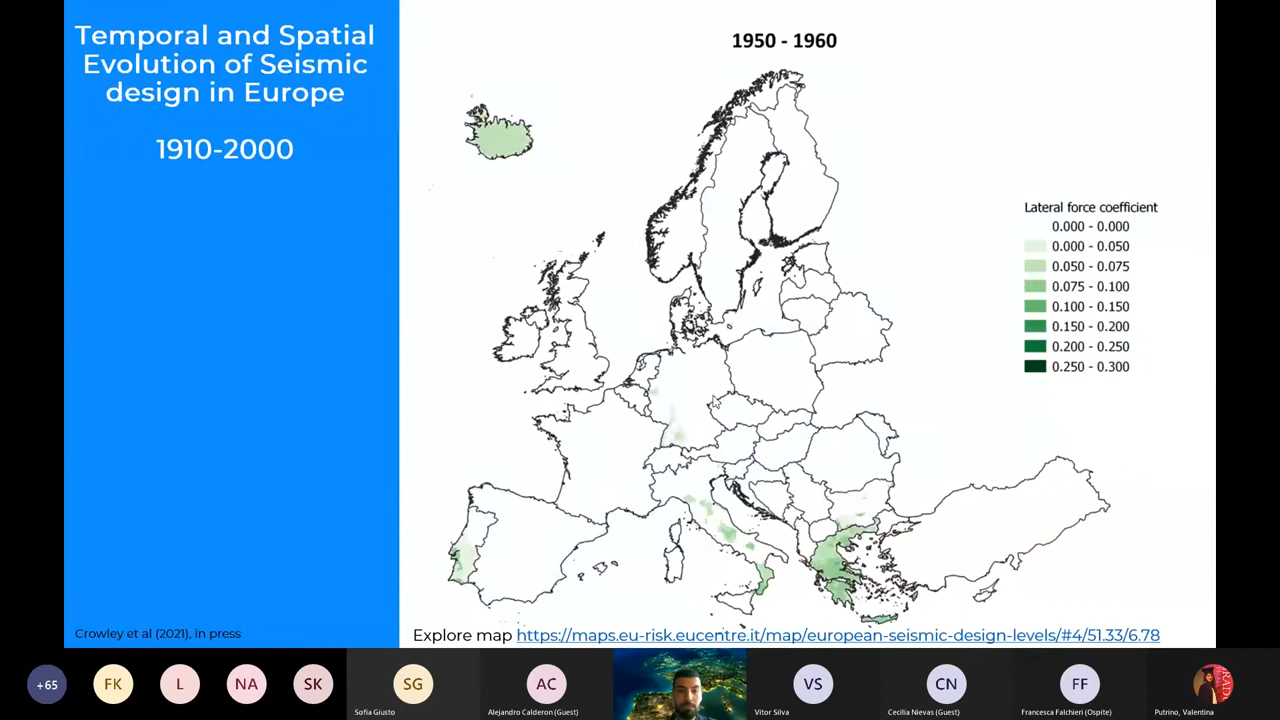 Temporal and Spatial
Evolution of Seismic
design in Europe
1910-2000
1950 - 1960
Lateral force coefficient
0.000 - 0.000
0.000 - 0.050
0.050 - 0.075
0.075 - 0.100
0.100 - 0.150
0.150 - 0.200
0.200 - 0.250
0.250 - 0.300
Crowley et al (2021), in press
Explore map https://maps.eu-risk.eucentre.it/map/european-seismic-design-levels/#4/51.33/6.78
+65
FK
L
NA
SK
SG
AC
VS
CN
FF
Sofia Giusto
Alejandro Calderon (Guest)
Vitor Silva
Cecilia Nievas (Guest)
Francesca Falchieri (Ospite)
Putrino, Valentina